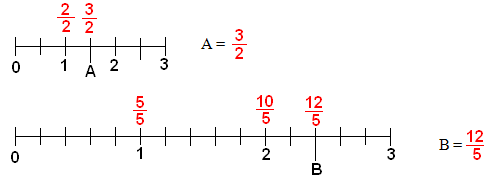 2/2 3/2
0 1 A 2 3
A = 3/2
5/5 10/5 12/5
0 1 2 B 3
B = 12/5